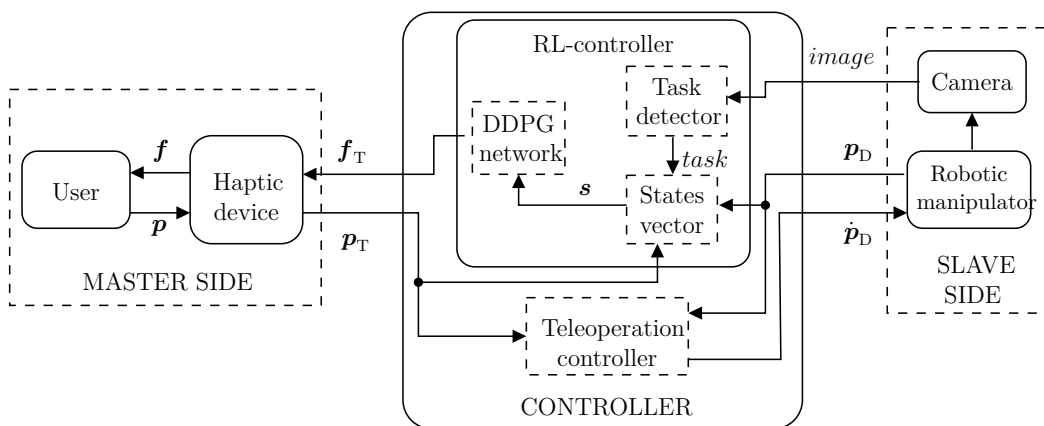 RL-controller
image
Task
detector
Camera
DDPG
network
f
f_T
p_D
task
User
Haptic
device
s
States
vector
Robotic
manipulator
p
p_T
ṗ_D
MASTER SIDE
SLAVE
SIDE
Teleoperation
controller
CONTROLLER